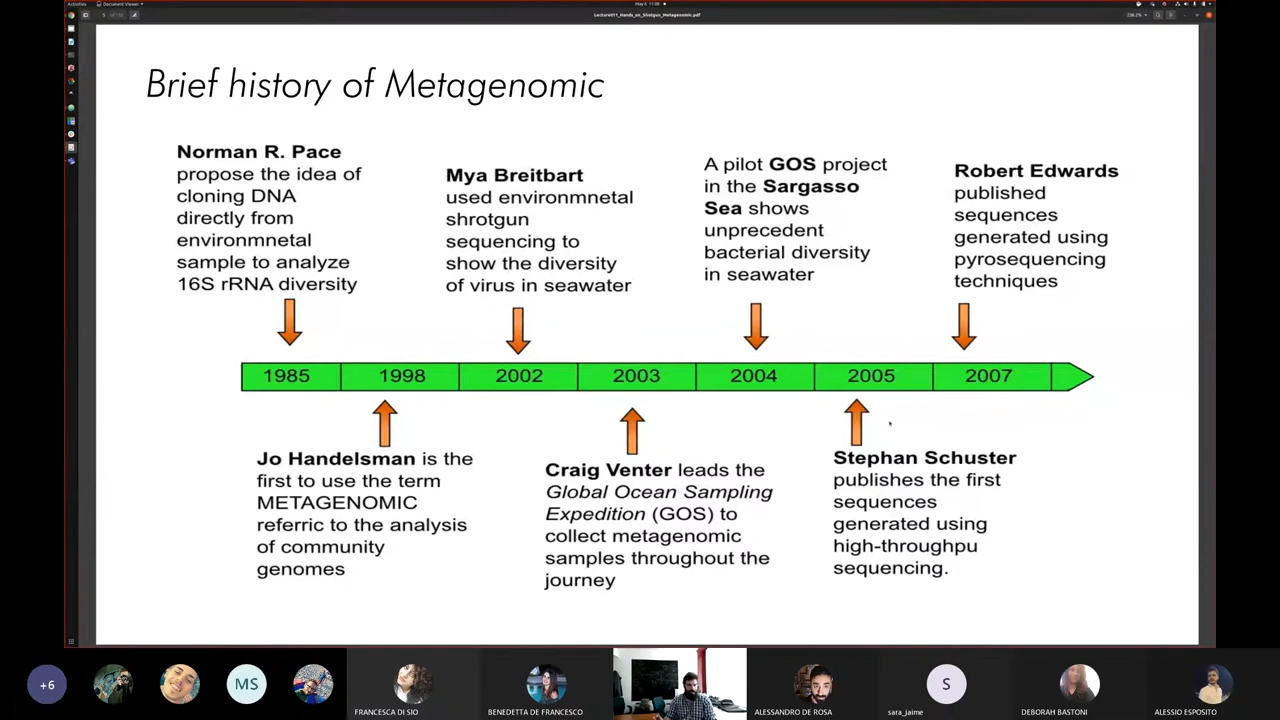 Activities
Document Viewer
May 6 11:09
Lecture011_Hands_on_Shotgun_Metagenomic.pdf
Brief history of Metagenomic
Norman R. Pace
propose the idea of
cloning DNA
directly from
environmnetal
sample to analyze
16S rRNA diversity
Mya Breitbart
used environmnetal
shrotgun
sequencing to
show the diversity
of virus in seawater
A pilot GOS project
in the Sargasso
Sea shows
unprecedent
bacterial diversity
in seawater
Robert Edwards
published
sequences
generated using
pyrosequencing
techniques
1985 1998 2002 2003 2004 2005 2007
Jo Handelsman is the
first to use the term
METAGENOMIC
referric to the analysis
of community
genomes
Craig Venter leads the
Global Ocean Sampling
Expedition (GOS) to
collect metagenomic
samples throughout the
journey
Stephan Schuster
publishes the first
sequences
generated using
high-throughpu
sequencing.
+6
MS
FRANCESCA DI SIO
BENEDETTA DE FRANCESCO
ALESSANDRO DE ROSA
S
sara_jaime
DEBORAH BASTONI
ALESSIO ESPOSITO